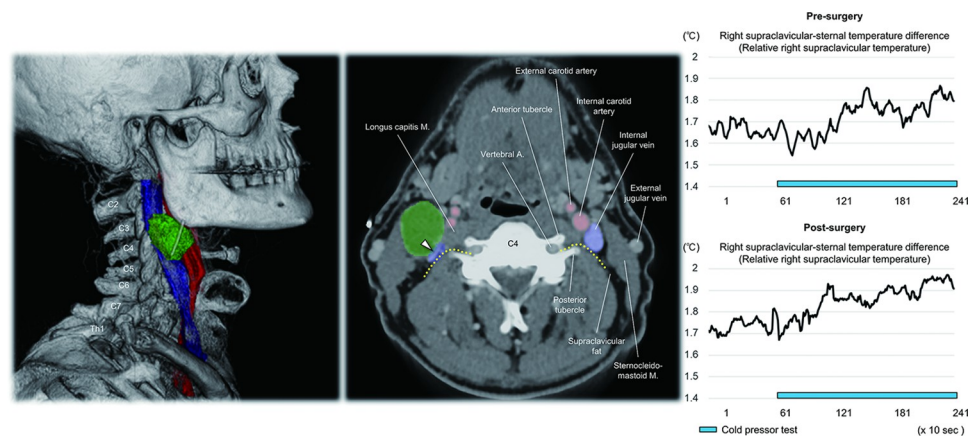 C2
C3
C4
C5
C6
C7
Th1
External carotid artery
Anterior tubercle
Internal carotid
artery
Longus capitis M.
Internal
jugular vein
Vertebral A.
External
jugular vein
C4
Posterior
tubercle
Supraclavicular
fat
Sternocleido-
mastoid M.
Pre-surgery
(℃)
Right supraclavicular-sternal temperature difference
(Relative right supraclavicular temperature)
2
1.9
1.8
1.7
1.6
1.5
1.4
1 61 121 181 241
Post-surgery
(℃)
Right supraclavicular-sternal temperature difference
(Relative right supraclavicular temperature)
2
1.9
1.8
1.7
1.6
1.5
1.4
1 61 121 181 241
Cold pressor test (x 10 sec)